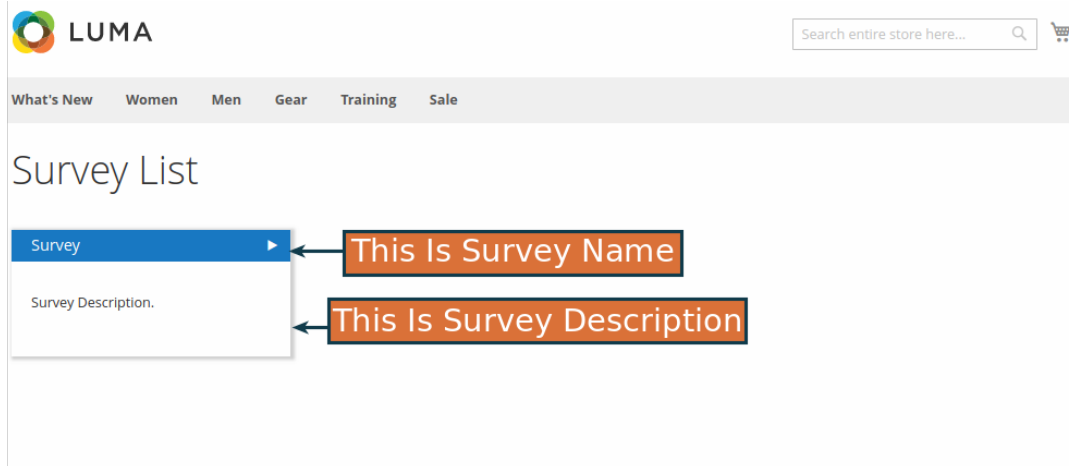 LUMA
Search entire store here...
What's New Women Men Gear Training Sale
Survey List
Survey
This Is Survey Name
Survey Description.
This Is Survey Description